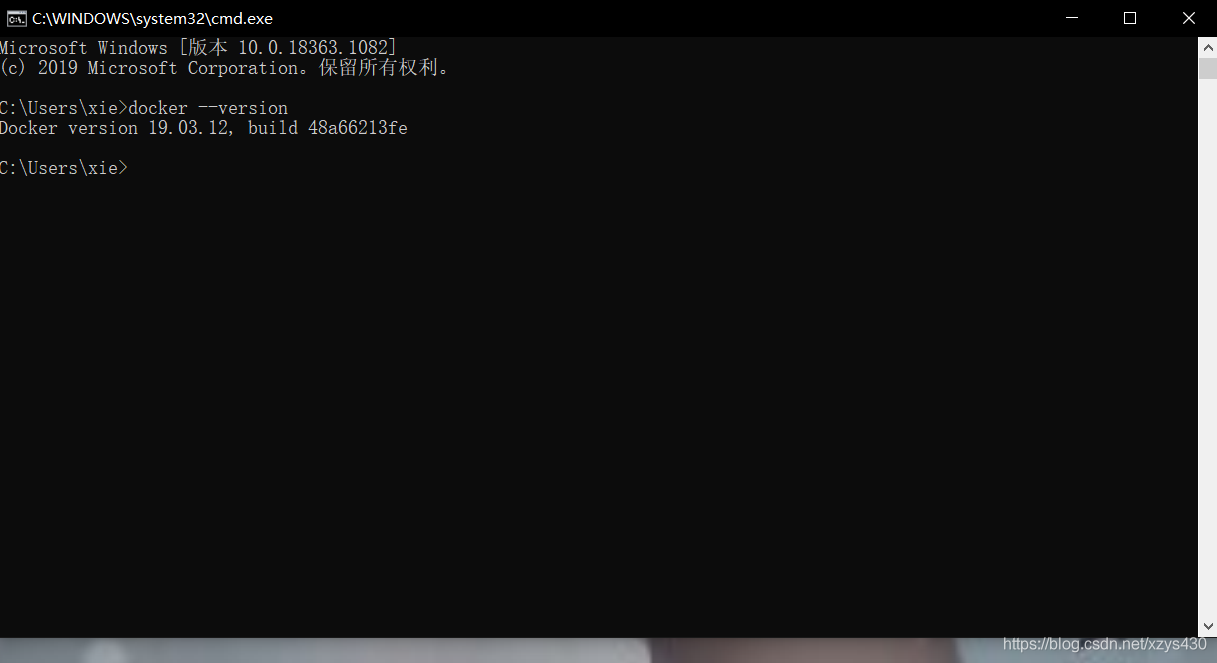 C:\WINDOWS\system32\cmd.exe
Microsoft Windows [版本 10.0.18363.1082]
(c) 2019 Microsoft Corporation。保留所有权利。
C:\Users\xie>docker --version
Docker version 19.03.12, build 48a66213fe
C:\Users\xie>
https://blog.csdn.net/xzys430